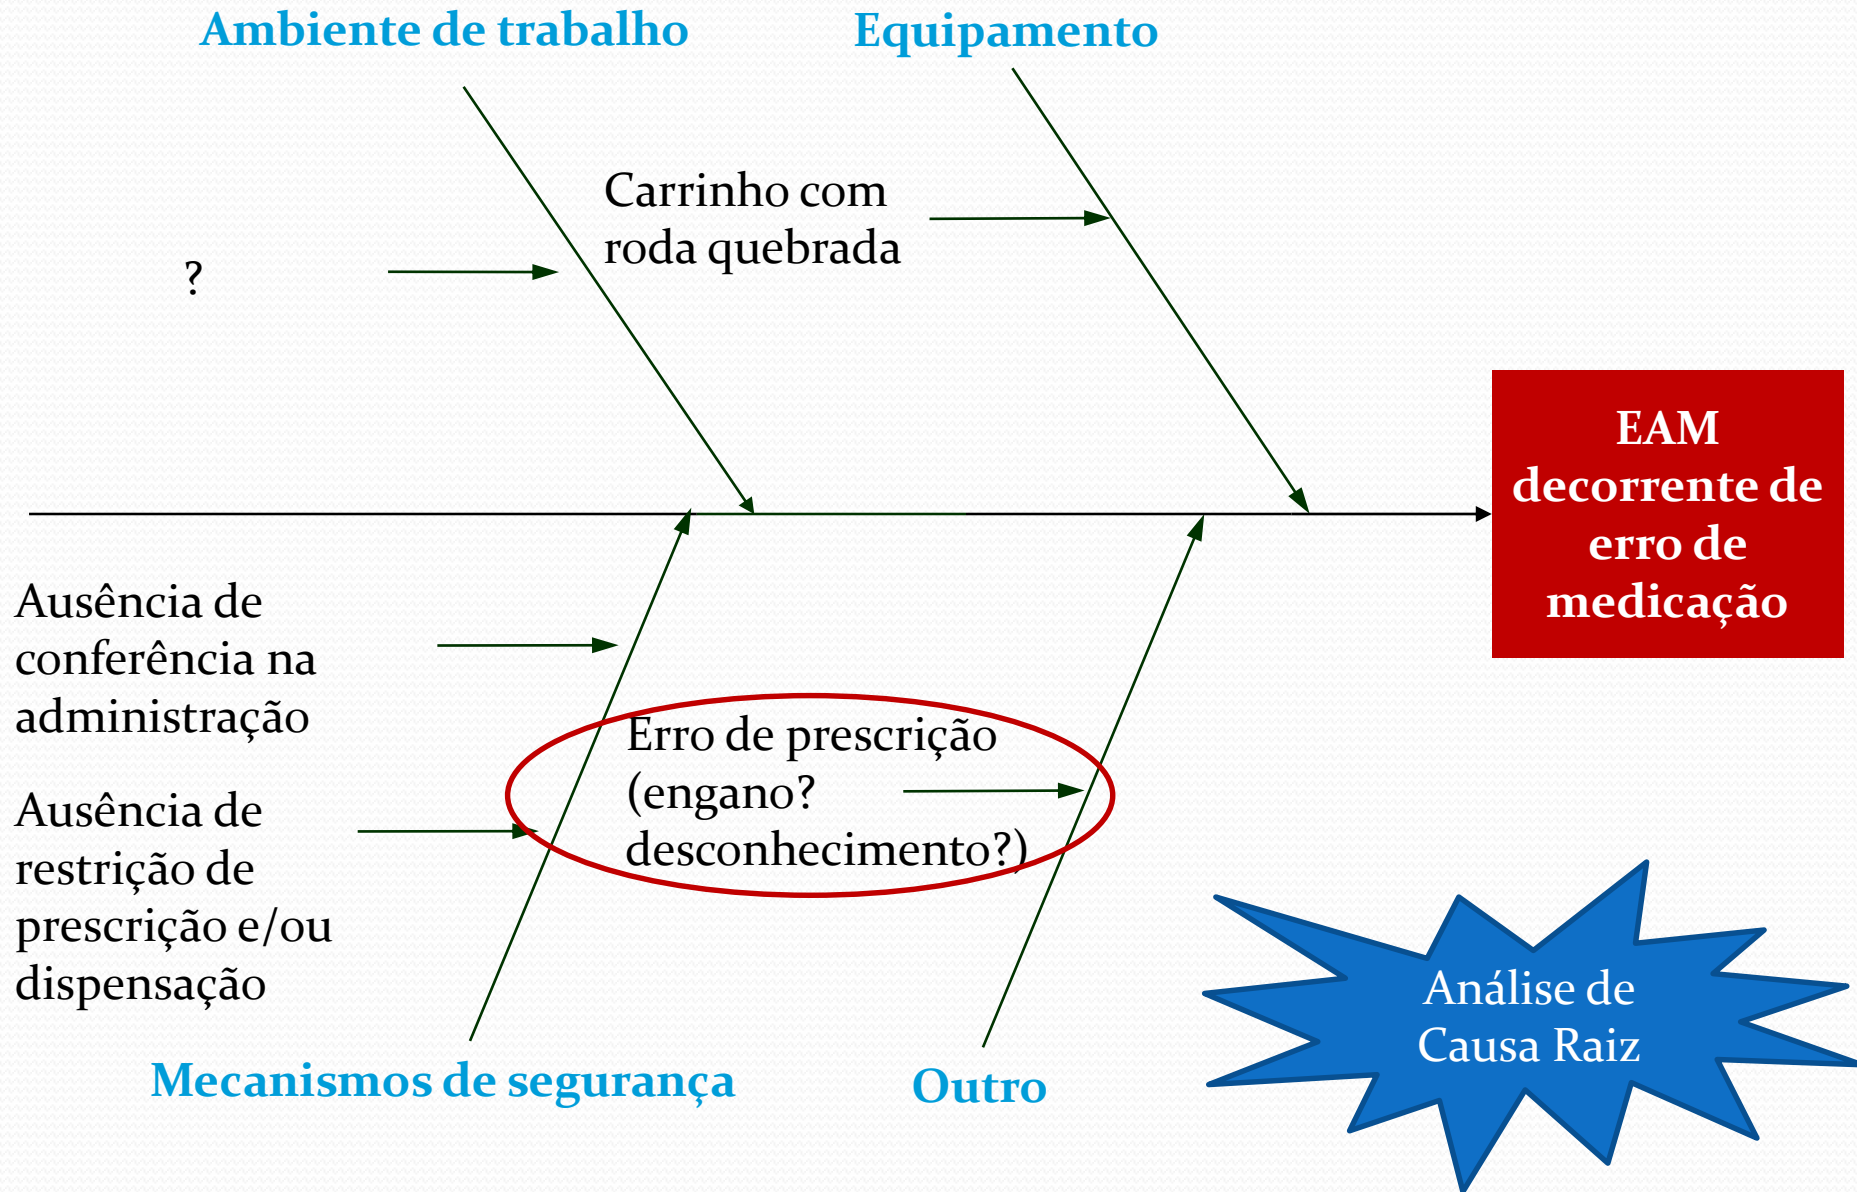 Ambiente de trabalho
Equipamento
Carrinho com
roda quebrada
?
EAM
decorrente de
erro de
medicação
Ausência de
conferência na
administração
Erro de prescrição
(engano?
desconhecimento?)
Ausência de
restrição de
prescrição e/ou
dispensação
Análise de
Causa Raiz
Mecanismos de segurança
Outro